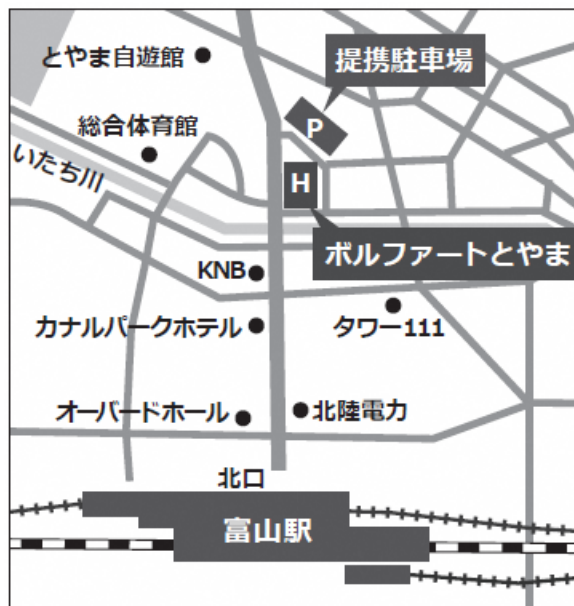 とやま自遊館
提携駐車場
総合体育館
P
いたち川
H
ボルファートとやま
KNB
カナルパークホテル
タワー111
オーバードホール
北陸電力
北口
富山駅